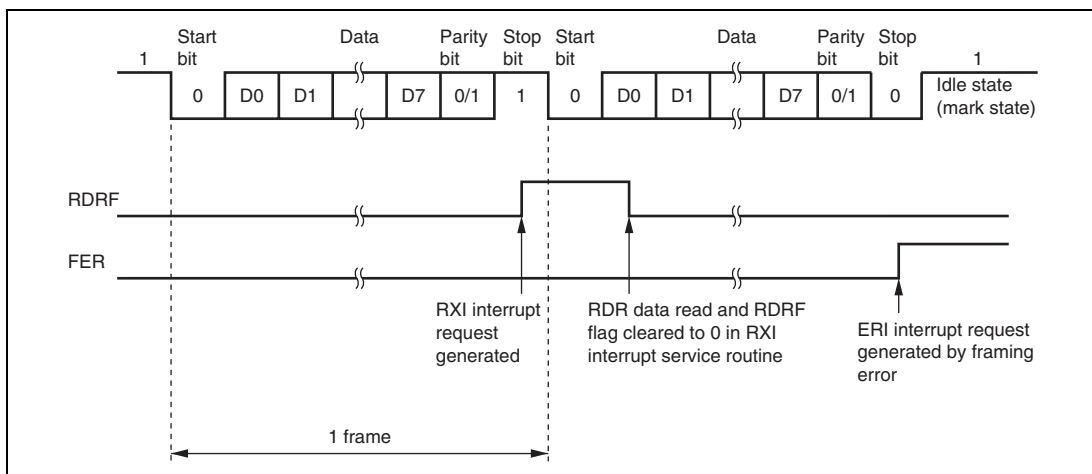 Start bit Data Parity bit Stop bit Start bit Data Parity bit Stop bit
1 1
0 D0 D1 D7 0/1 1 0 D0 D1 D7 0/1 0 Idle state (mark state)
RDRF
FER
RXI interrupt
request
generated
RDR data read and RDRF
flag cleared to 0 in RXI
interrupt service routine
ERI interrupt request
generated by framing
error
1 frame